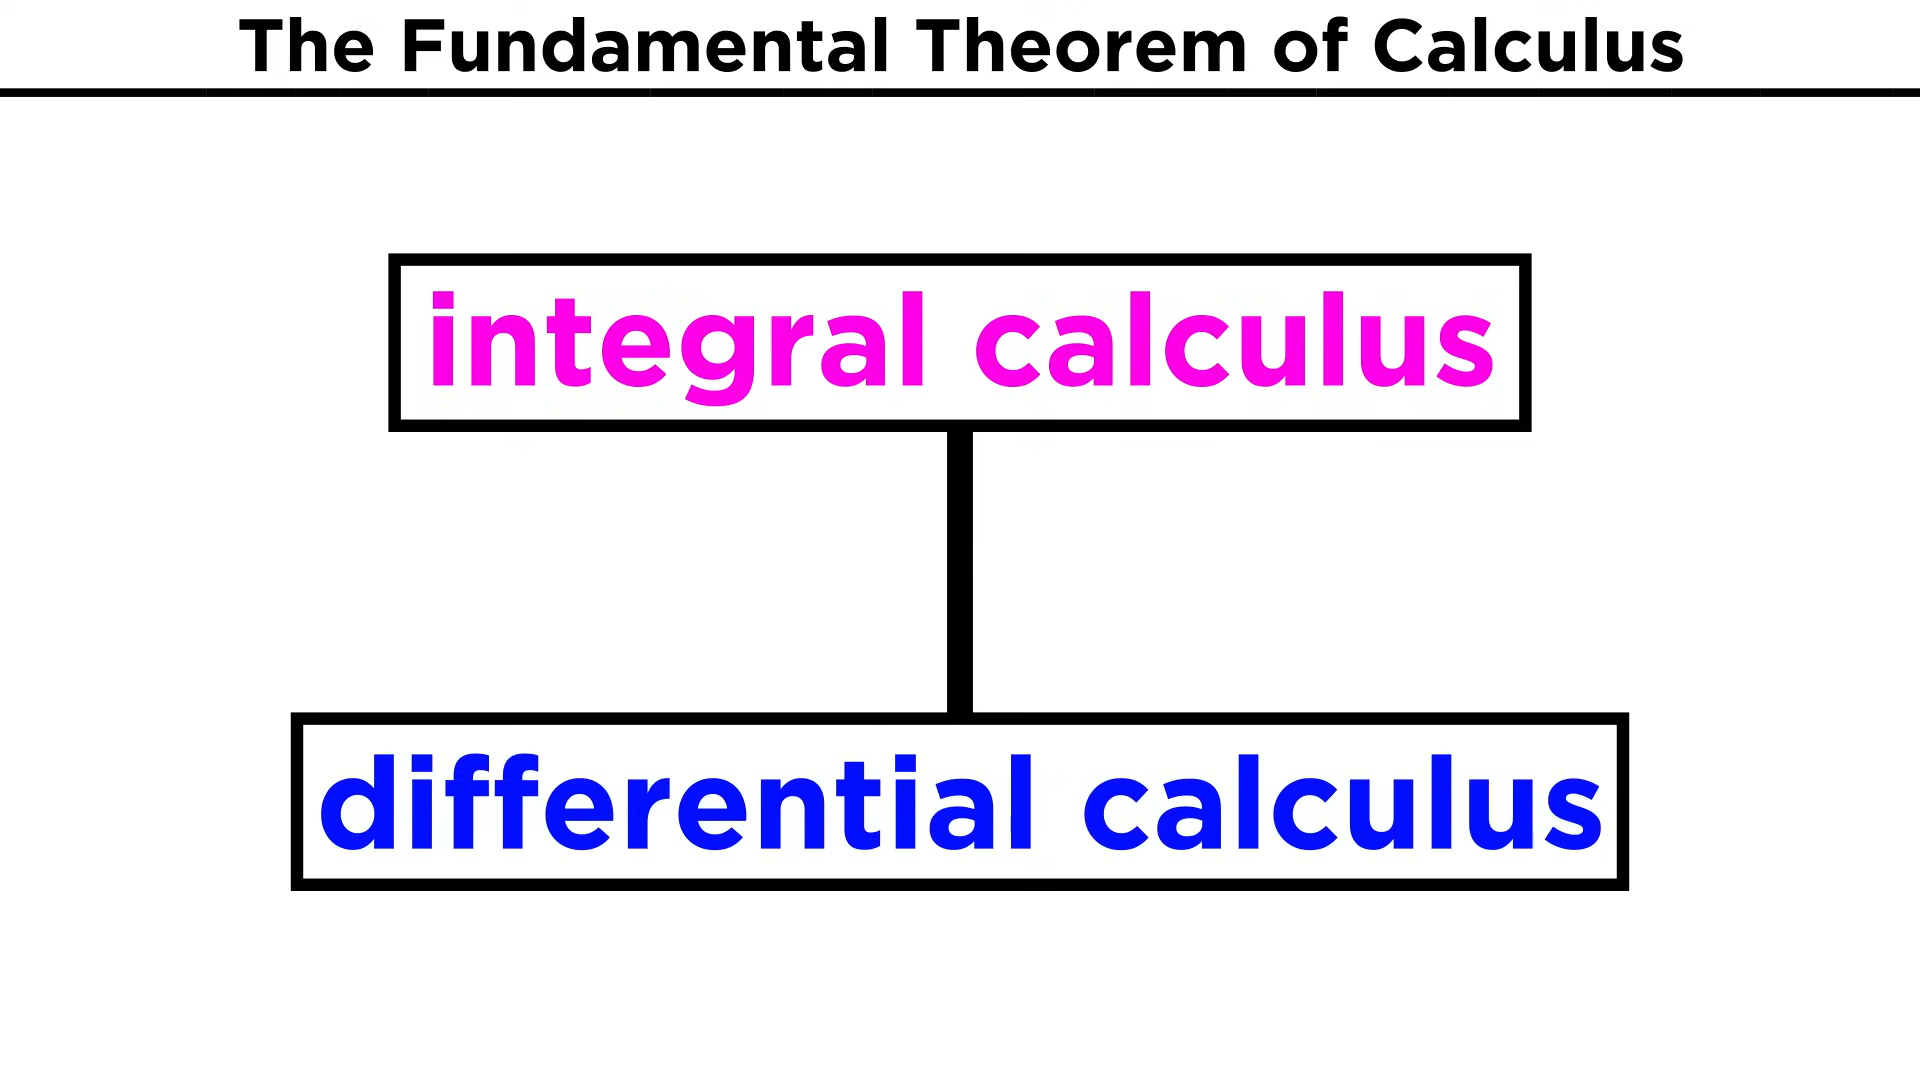 The Fundamental Theorem of Calculus
integral calculus
differential calculus